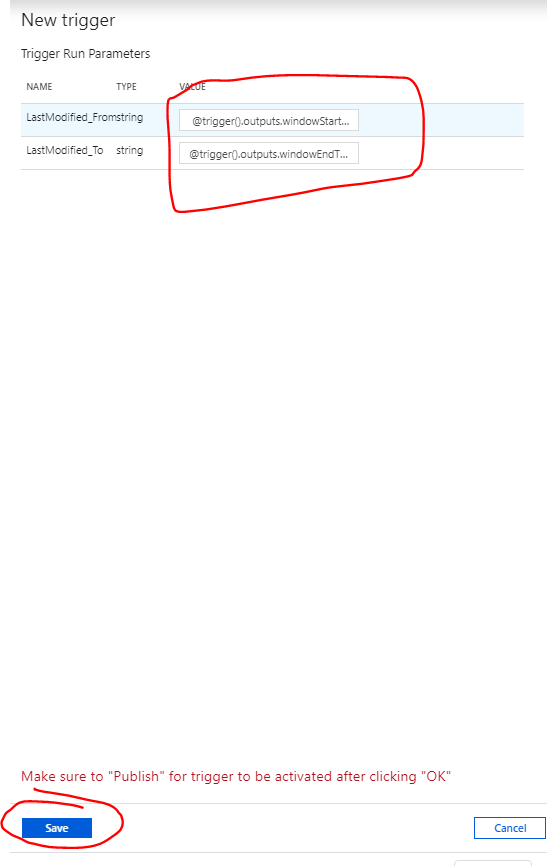 New trigger
Trigger Run Parameters
NAME TYPE VALUE
LastModified_From string @trigger().outputs.windowStart...
LastModified_To string @trigger().outputs.windowEndT...
Make sure to "Publish" for trigger to be activated after clicking "OK"
Save Cancel